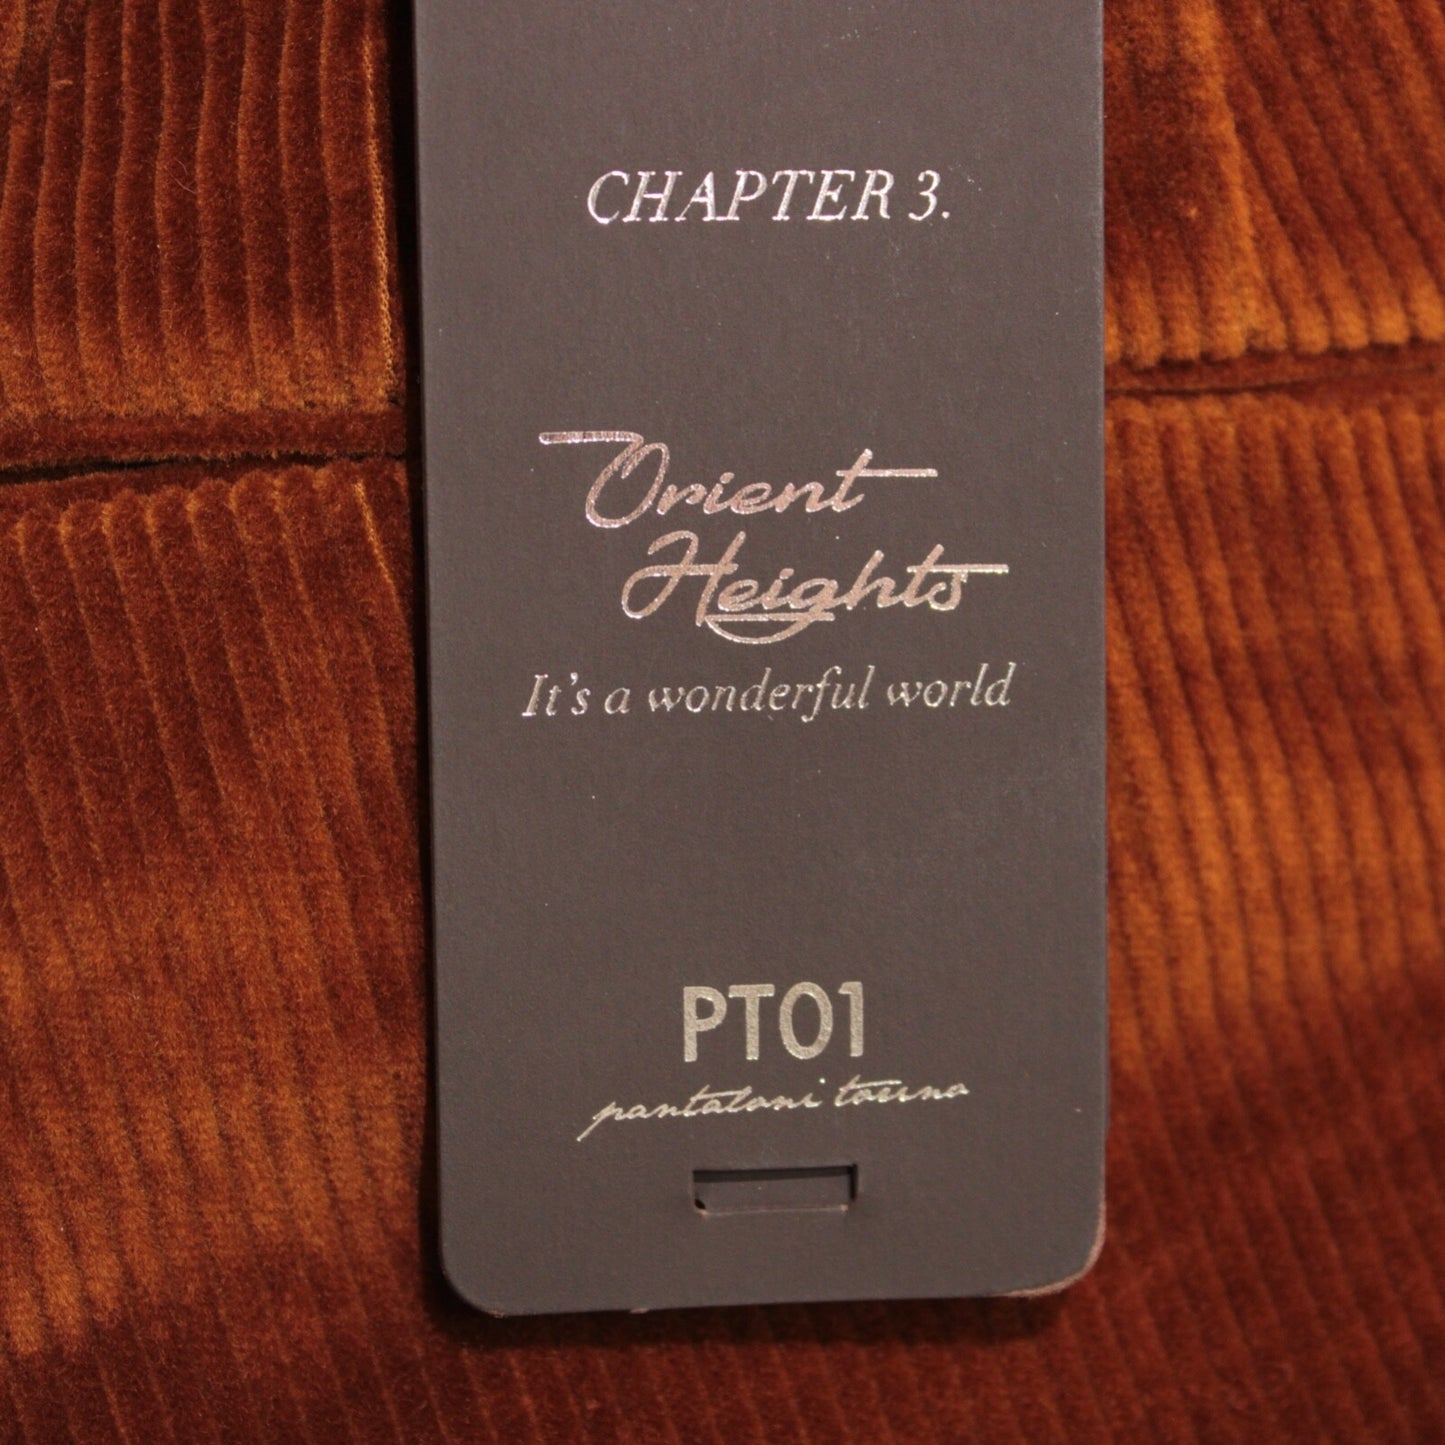 CHAPTER 3.
Orient
Heights
It's a wonderful world
PT01
pantaloni torino